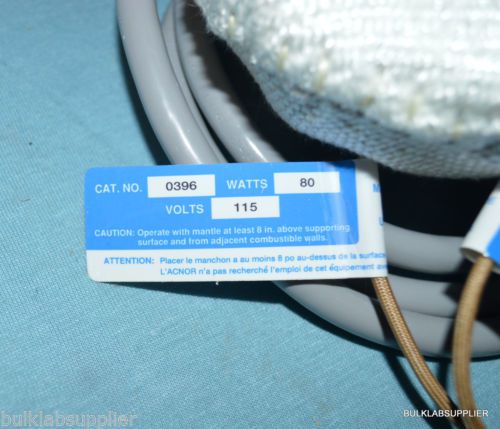 CAT. NO. 0396 WATTS 80
VOLTS 115
CAUTION: Operate with mantle at least 8 in. above supporting
surface and from adjacent combustible walls.
ATTENTION: Placer le manchon a au moins 8 po au-dessus de la surface
L'ACNOR n'a pas recherché l'emploi de cet équipement ave
bulklabsupplier
BULKLABSUPPLIER